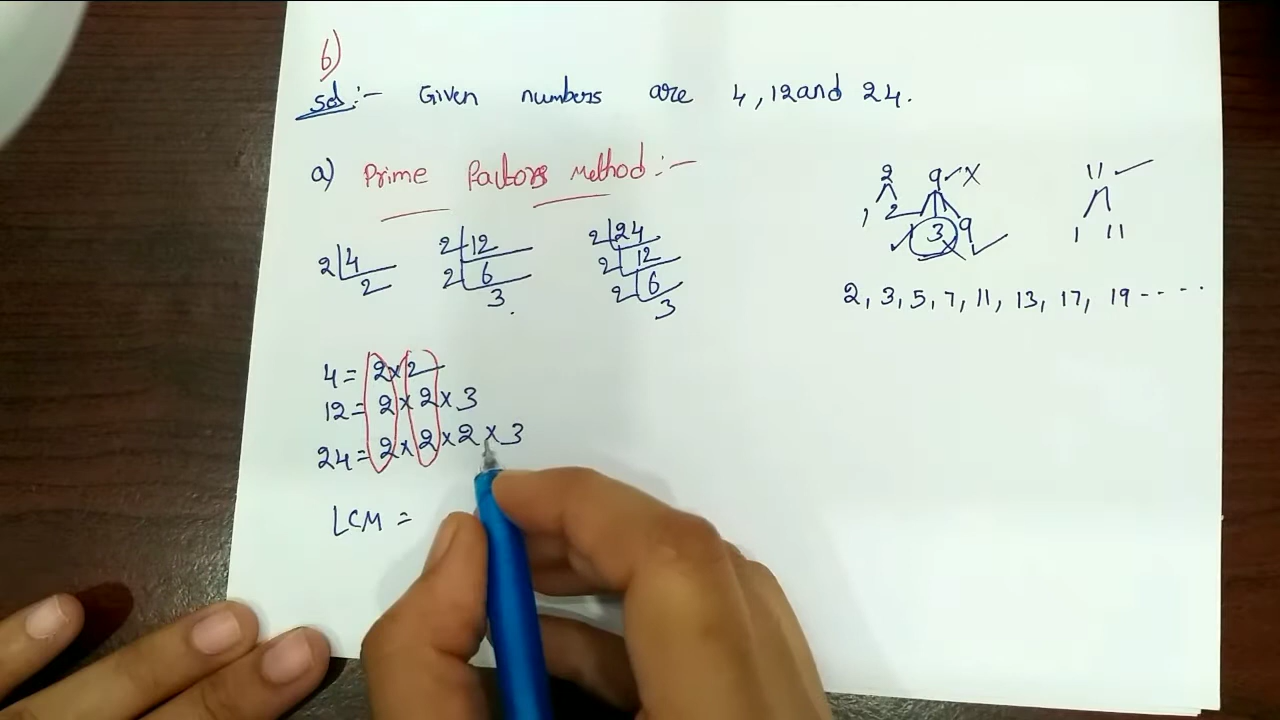 b)
Sol:- Given numbers are 4, 12 and 24.
a) Prime Factors Method:-
2 9 ✓ X 11 ✓
1 2 3 9 1 11
2 4 2 12 2 24
2 2 6 2 12
3 2 6
3
2, 3, 5, 7, 11, 13, 17, 19 - - - -
4 = 2 × 2
12 = 2 × 2 × 3
24 = 2 × 2 × 2 × 3
LCM =